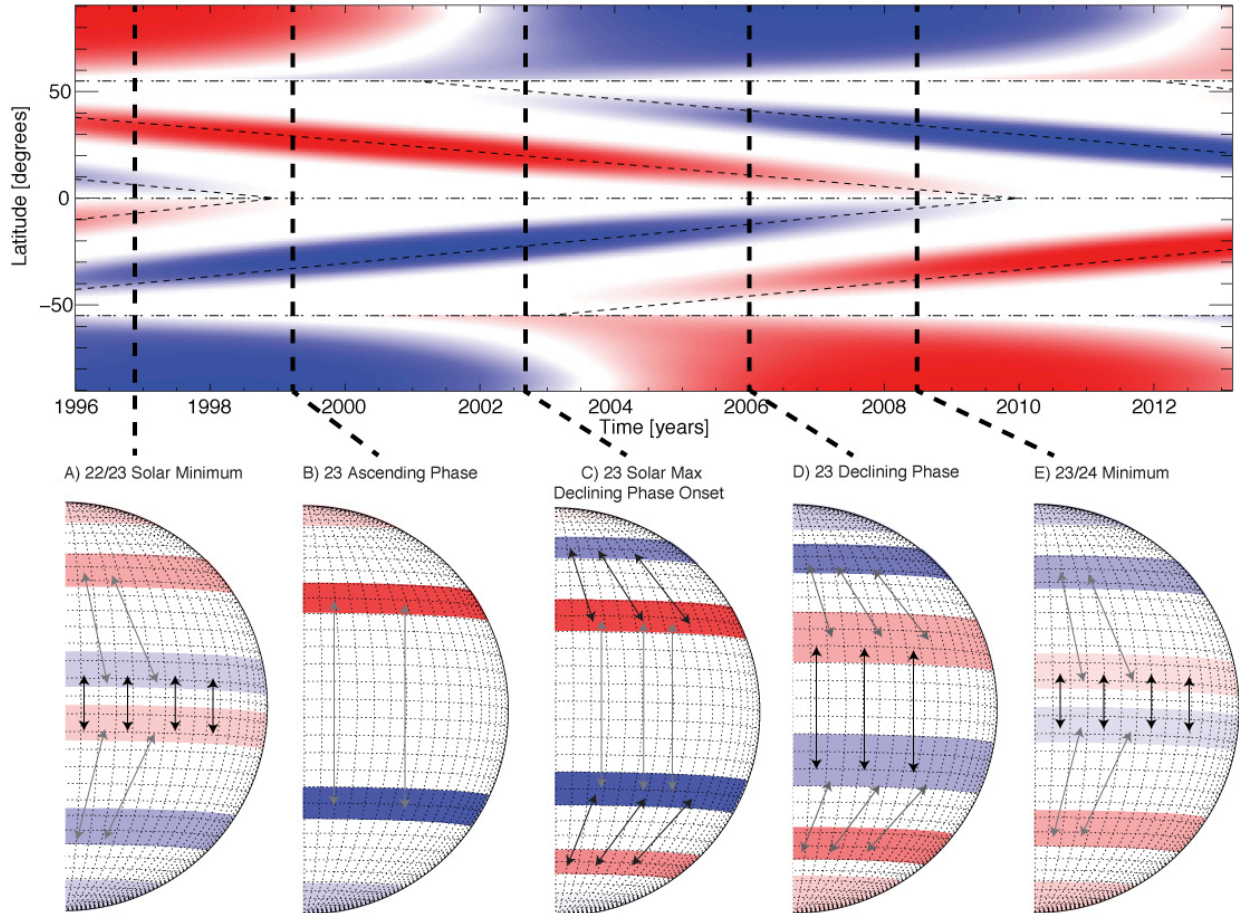 Latitude [degrees]
50
0
−50
1996
1998
2000
2002
2004
2006
2008
2010
2012
Time [years]
A) 22/23 Solar Minimum
B) 23 Ascending Phase
C) 23 Solar Max
Declining Phase Onset
D) 23 Declining Phase
E) 23/24 Minimum